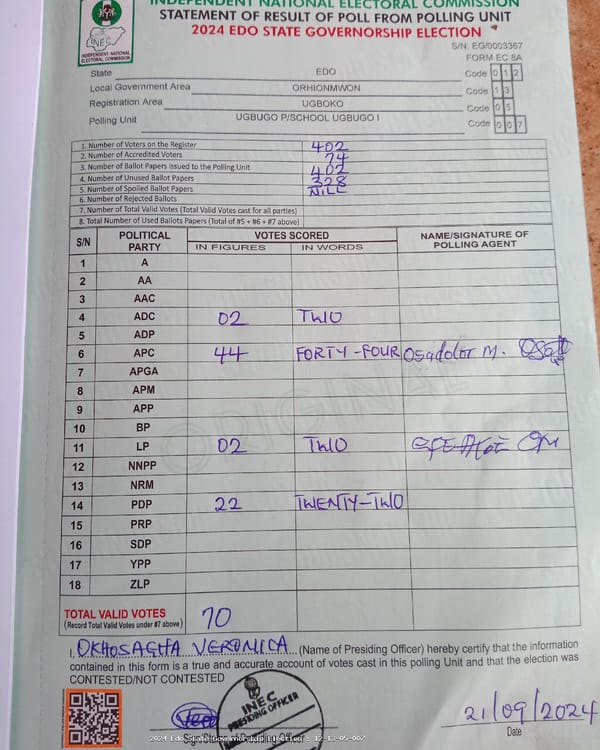 INDEPENDENT NATIONAL ELECTORAL COMMISSION
STATEMENT OF RESULT OF POLL FROM POLLING UNIT
2024 EDO STATE GOVERNORSHIP ELECTION
INEC
INDEPENDENT NATIONAL ELECTORAL COMMISSION
S/N. EG/0003367
FORM EC 8A
State EDO Code 0 1 2
Local Government Area ORHIONMWON Code 1 3
Registration Area UGBOKO Code 0 5
Polling Unit UGBUGO P/SCHOOL UGBUGO I Code 0 0 7
1. Number of Voters on the Register 402
2. Number of Accredited Voters 74
3. Number of Ballot Papers Issued to the Polling Unit 402
4. Number of Unused Ballot Papers 328
5. Number of Spoiled Ballot Papers NILL
6. Number of Rejected Ballots
7. Number of Total Valid Votes (Total Valid Votes cast for all parties)
8. Total Number of Used Ballots Papers (Total of #5 + #6 + #7 above)
S/N POLITICAL PARTY VOTES SCORED NAME/SIGNATURE OF POLLING AGENT
IN FIGURES IN WORDS
1 A
2 AA
3 AAC
4 ADC 02 TWO
5 ADP
6 APC 44 FORTY-FOUR Osadolor M.
7 APGA
8 APM
9 APP
10 BP
11 LP 02 TWO
12 NNPP
13 NRM
14 PDP 22 TWENTY-TWO
15 PRP
16 SDP
17 YPP
18 ZLP
ORIGINAL
TOTAL VALID VOTES 70
(Record Total Valid Votes under #7 above)
I, OKHOSAGHA VERONICA (Name of Presiding Officer) hereby certify that the information
contained in this form is a true and accurate account of votes cast in this polling Unit and that the election was
CONTESTED/NOT CONTESTED
INEC
PRESIDING OFFICER
21/09/2024
Date
2024 Edo State Governorship Election - 12-13-05-007